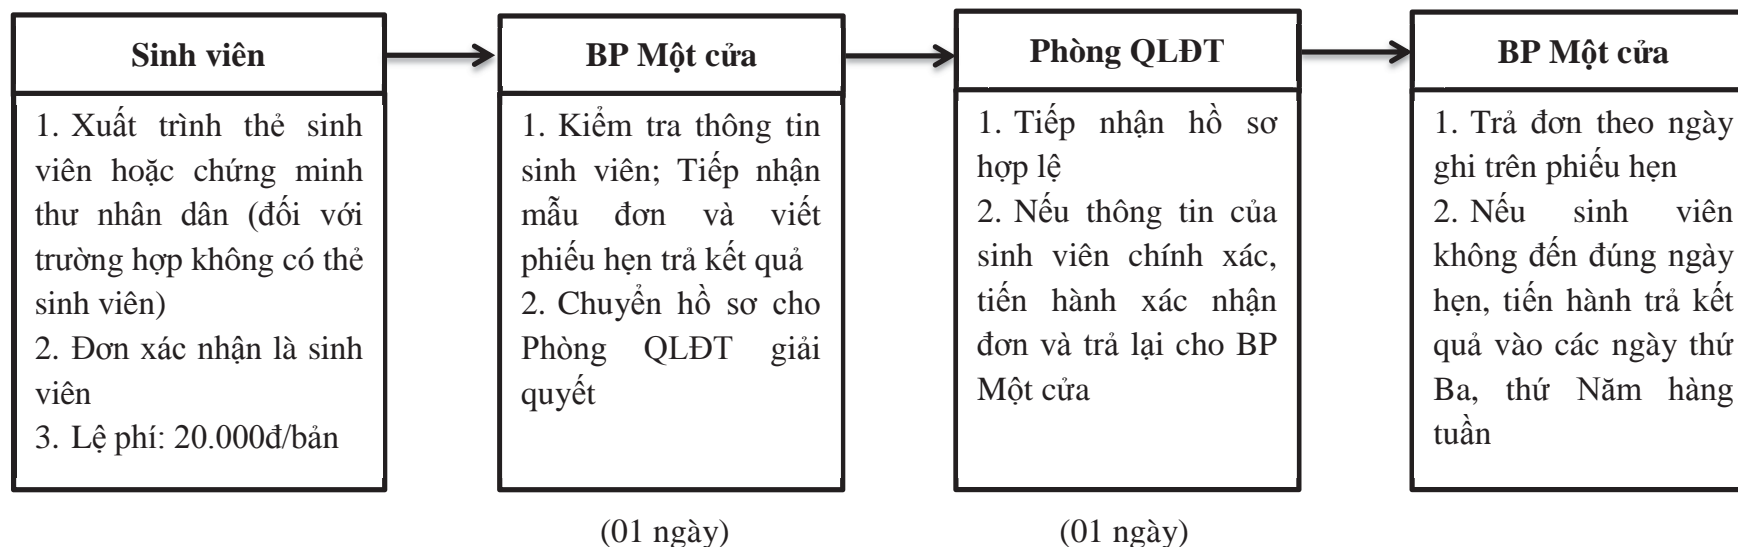 Sinh viên
1. Xuất trình thẻ sinh
viên hoặc chứng minh
thư nhân dân (đối với
trường hợp không có thẻ
sinh viên)
2. Đơn xác nhận là sinh
viên
3. Lệ phí: 20.000đ/bản
BP Một cửa
1. Kiểm tra thông tin
sinh viên; Tiếp nhận
mẫu đơn và viết
phiếu hẹn trả kết quả
2. Chuyển hồ sơ cho
Phòng QLĐT giải
quyết
(01 ngày)
Phòng QLĐT
1. Tiếp nhận hồ sơ
hợp lệ
2. Nếu thông tin của
sinh viên chính xác,
tiến hành xác nhận
đơn và trả lại cho BP
Một cửa
(01 ngày)
BP Một cửa
1. Trả đơn theo ngày
ghi trên phiếu hẹn
2. Nếu sinh viên
không đến đúng ngày
hẹn, tiến hành trả kết
quả vào các ngày thứ
Ba, thứ Năm hàng
tuần